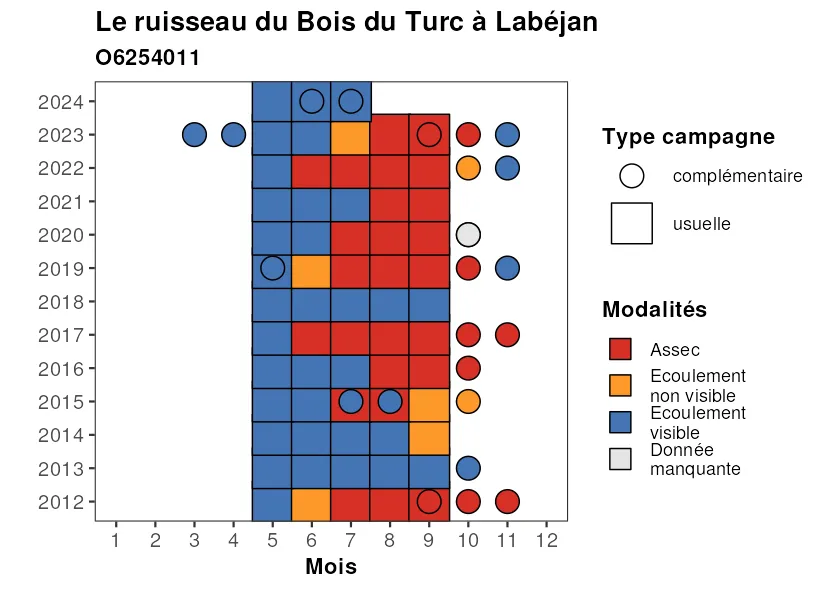 Le ruisseau du Bois du Turc à Labéjan
O6254011
2024
2023
2022
2021
2020
2019
2018
2017
2016
2015
2014
2013
2012
1 2 3 4 5 6 7 8 9 10 11 12
Mois
Type campagne
complémentaire
usuelle
Modalités
Assec
Ecoulement
non visible
Ecoulement
visible
Donnée
manquante